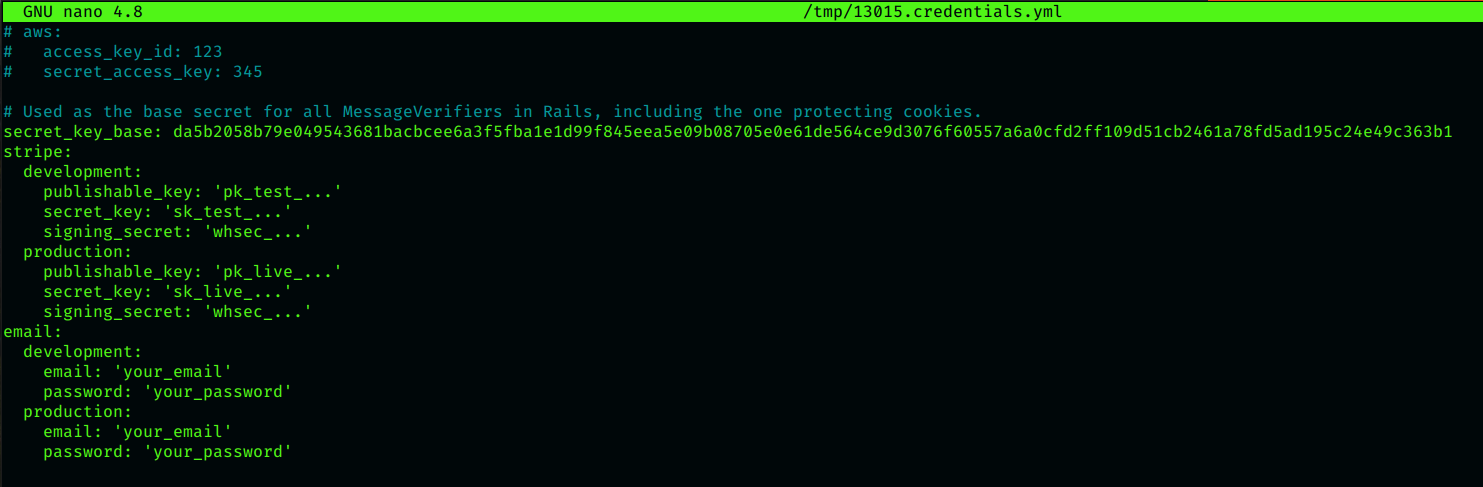 GNU nano 4.8 /tmp/13015.credentials.yml
# aws:
#   access_key_id: 123
#   secret_access_key: 345
# Used as the base secret for all MessageVerifiers in Rails, including the one protecting cookies.
secret_key_base: da5b2058b79e049543681bacbcee6a3f5fba1e1d99f845eea5e09b08705e0e61de564ce9d3076f60557a6a0cfd2ff109d51cb2461a78fd5ad195c24e49c363b1
stripe:
  development:
    publishable_key: 'pk_test_...'
    secret_key: 'sk_test_...'
    signing_secret: 'whsec_...'
  production:
    publishable_key: 'pk_live_...'
    secret_key: 'sk_live_...'
    signing_secret: 'whsec_...'
email:
  development:
    email: 'your_email'
    password: 'your_password'
  production:
    email: 'your_email'
    password: 'your_password'